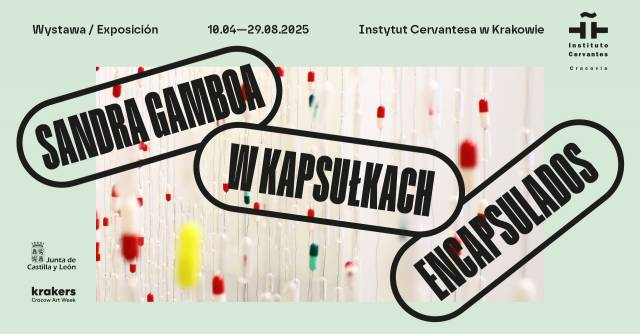 Wystawa / Exposición
10.04—29.08.2025
Instytut Cervantesa w Krakowie
Instituto
Cervantes
Cracovia
SANDRA GAMBOA
W KAPSUŁKACH
ENCAPSULADOS
Junta de
Castilla y León
krakers
Cracow Art Week